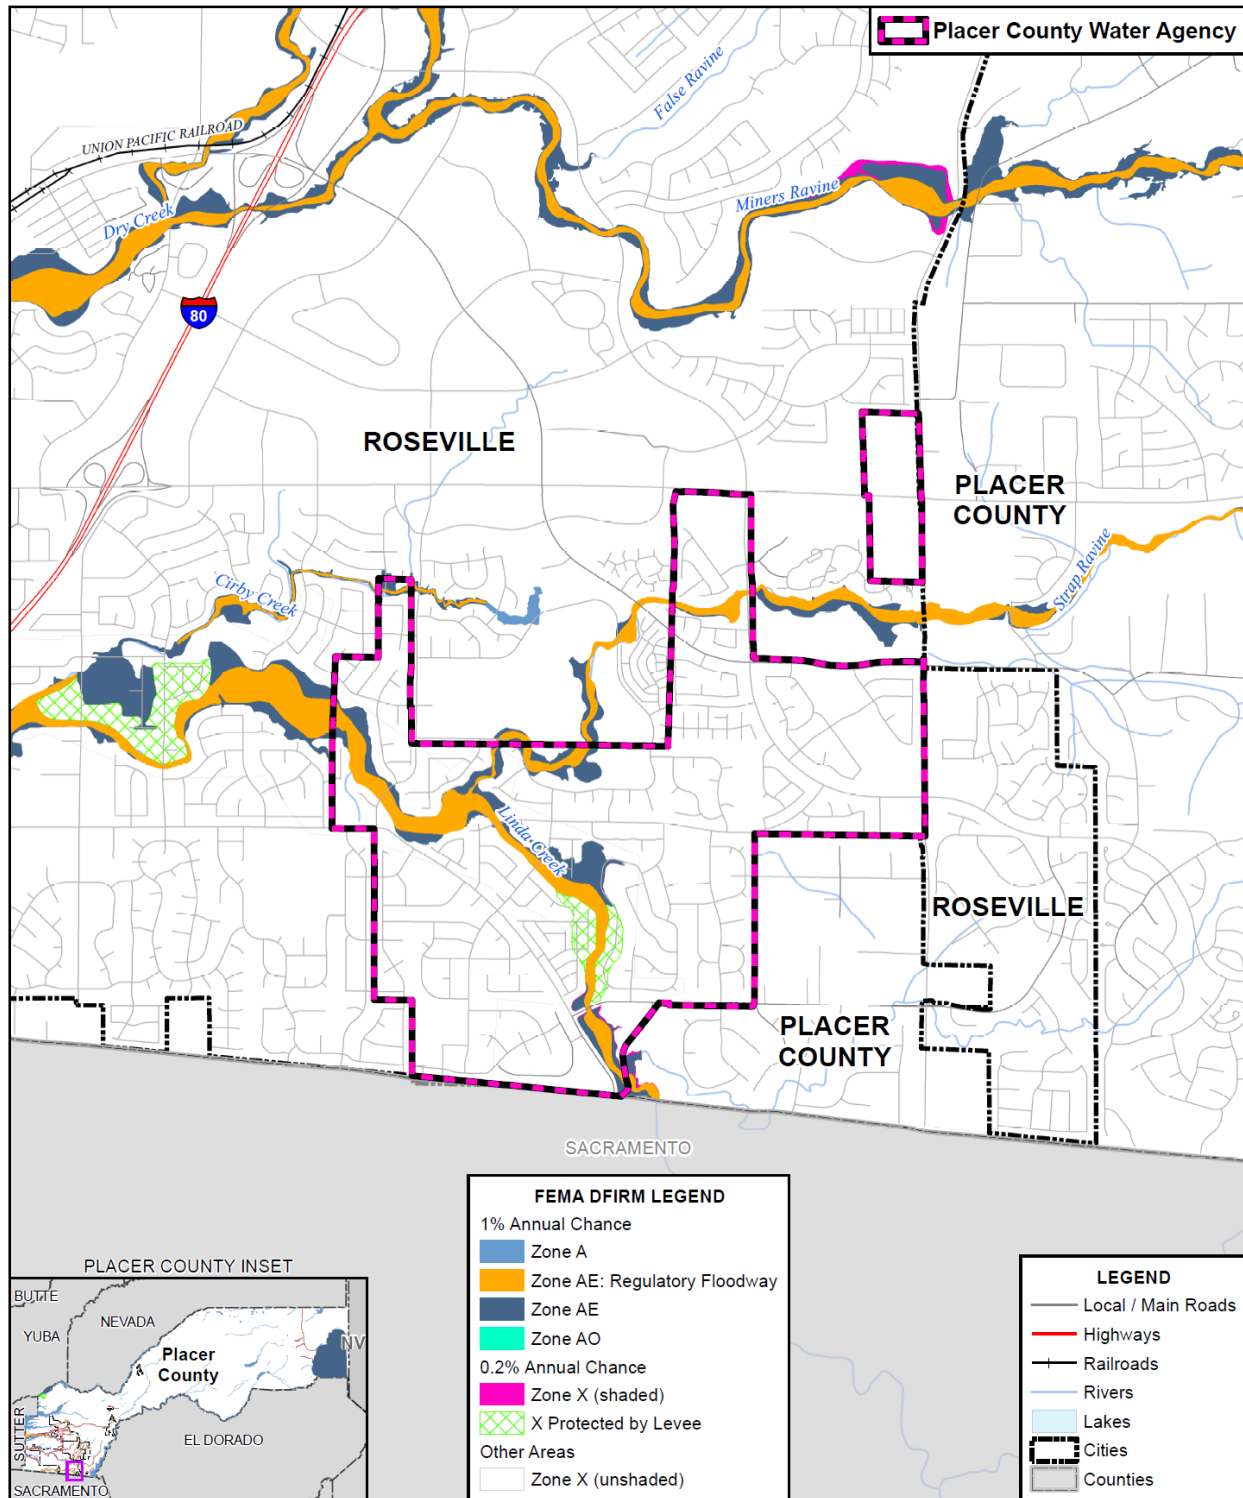 Placer County Water Agency
False Ravine
UNION PACIFIC RAILROAD
Miners Ravine
Dry Creek
80
ROSEVILLE
PLACER
COUNTY
Strap Ravine
Cirby Creek
Linda Creek
ROSEVILLE
PLACER
COUNTY
SACRAMENTO
FEMA DFIRM LEGEND
1% Annual Chance
Zone A
Zone AE: Regulatory Floodway
Zone AE
Zone AO
0.2% Annual Chance
Zone X (shaded)
X Protected by Levee
Other Areas
Zone X (unshaded)
PLACER COUNTY INSET
BUTTE
NEVADA
YUBA
NV
Placer
County
SUTTER
EL DORADO
SACRAMENTO
LEGEND
Local / Main Roads
Highways
Railroads
Rivers
Lakes
Cities
Counties